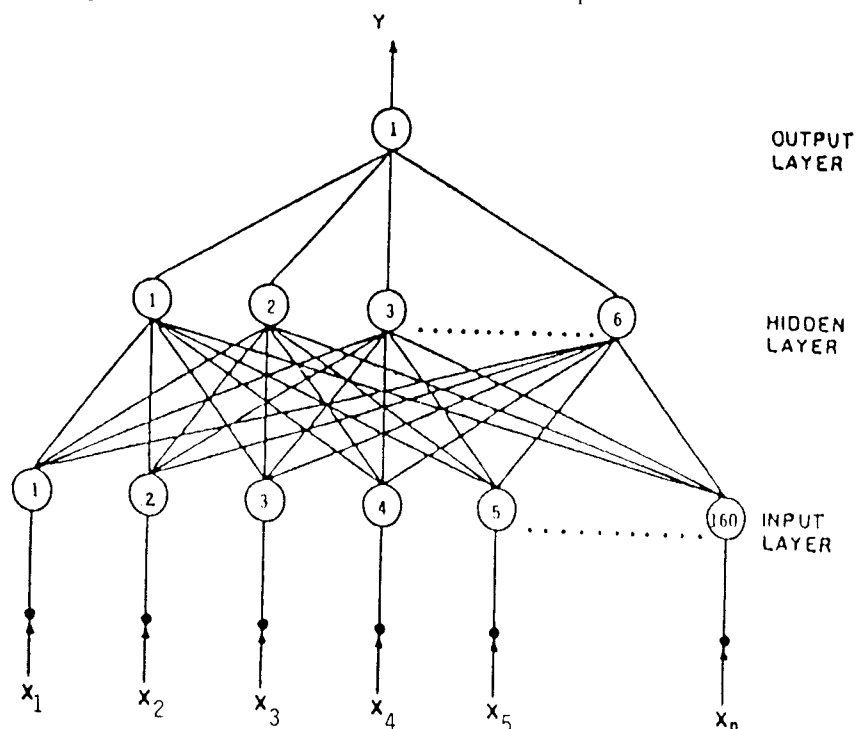 Y
1
OUTPUT
LAYER
1 2 3 6
HIDDEN
LAYER
1 2 3 4 5 160
INPUT
LAYER
X1 X2 X3 X4 X5 Xn